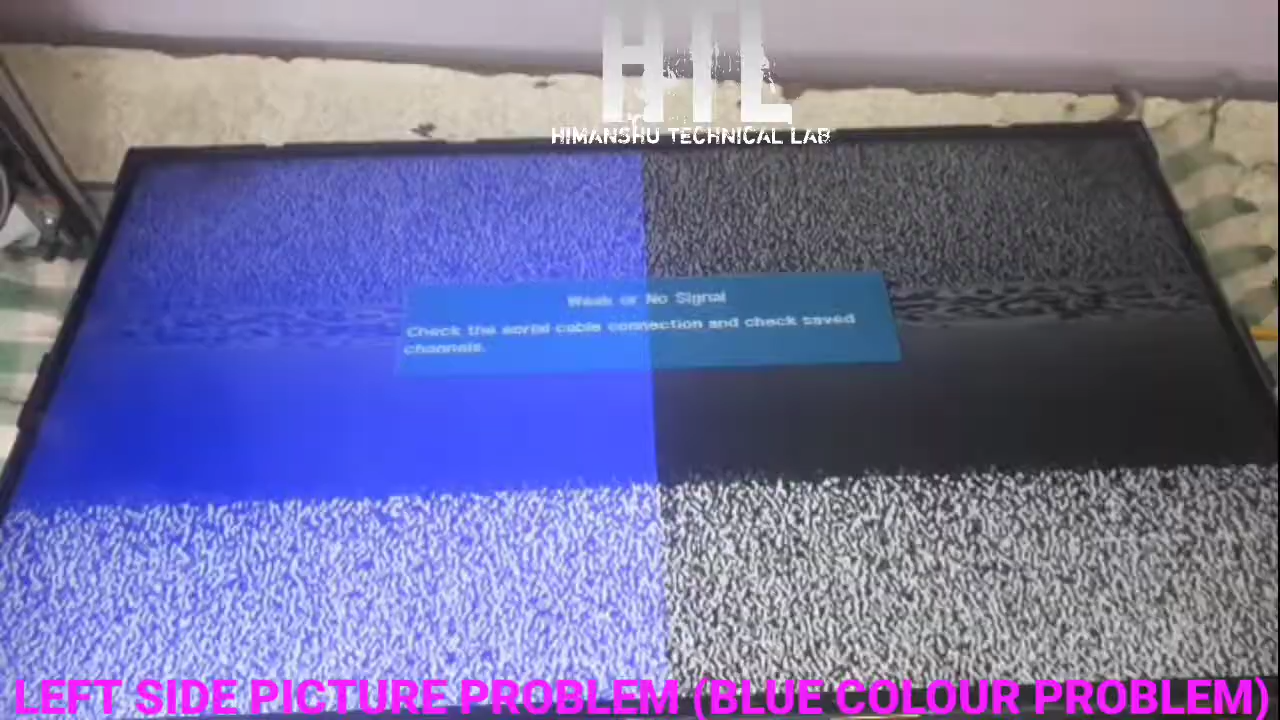 HTL
HIMANSHU TECHNICAL LAB
Weak or No Signal
Check the aerial cable connection and check saved
channels.
LEFT SIDE PICTURE PROBLEM (BLUE COLOUR PROBLEM)